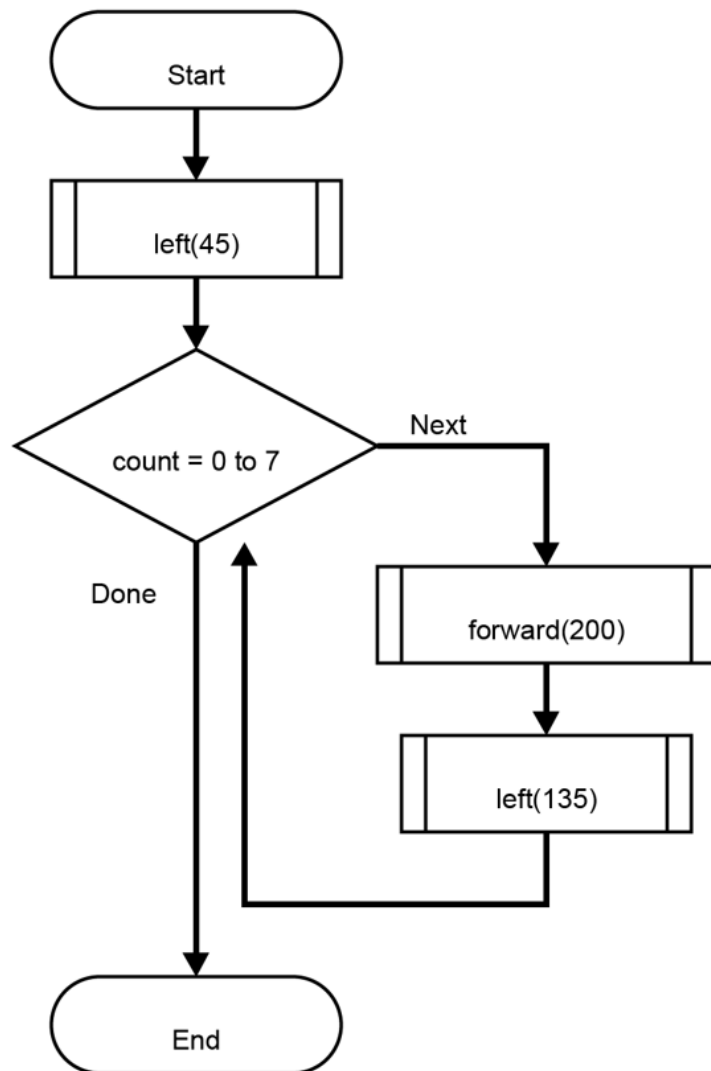 Start
left(45)
count = 0 to 7
Next
forward(200)
left(135)
Done
End